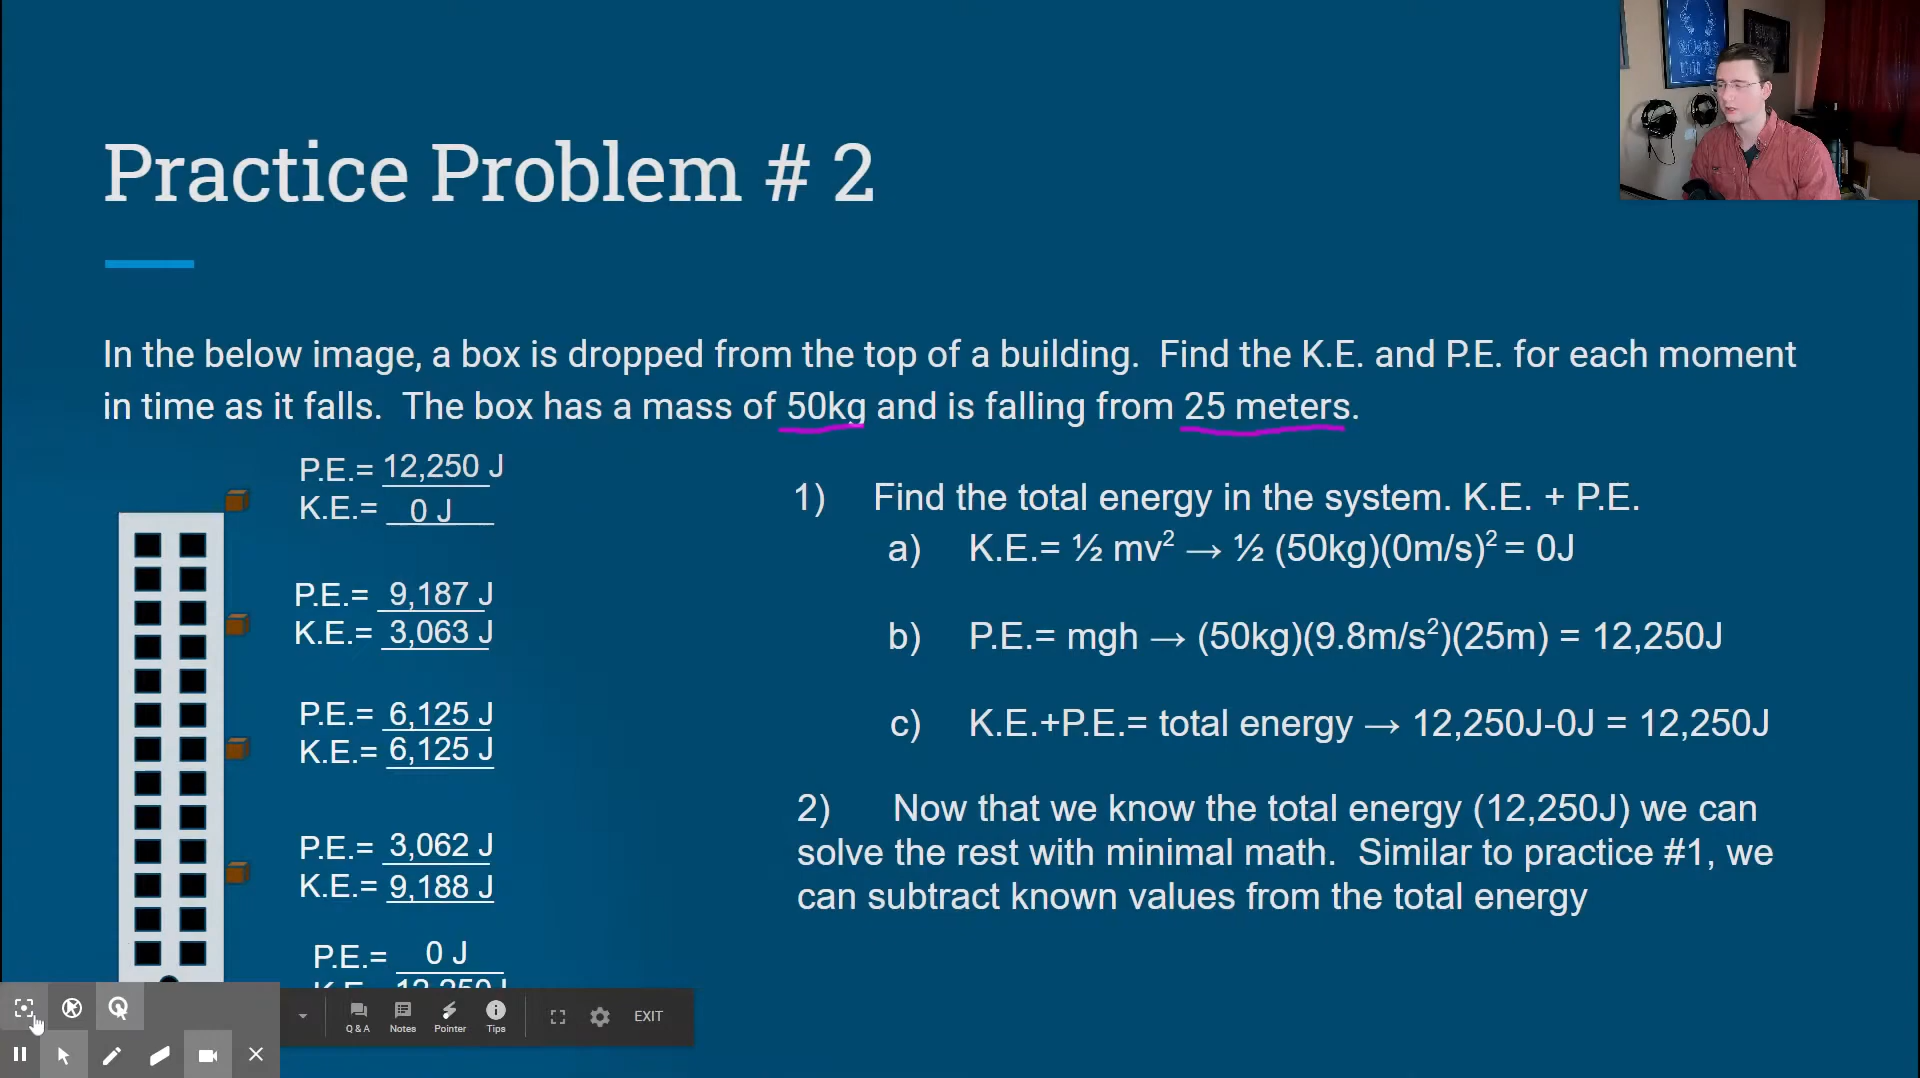 Practice Problem # 2
In the below image, a box is dropped from the top of a building. Find the K.E. and P.E. for each moment
in time as it falls. The box has a mass of 50kg and is falling from 25 meters.
P.E.= 12,250 J
K.E.= 0 J
P.E.= 9,187 J
K.E.= 3,063 J
P.E.= 6,125 J
K.E.= 6,125 J
P.E.= 3,062 J
K.E.= 9,188 J
P.E.= 0 J
K.E. 12,250J
1) Find the total energy in the system. K.E. + P.E.
a) K.E.= ½ mv² → ½ (50kg)(0m/s)² = 0J
b) P.E.= mgh → (50kg)(9.8m/s²)(25m) = 12,250J
c) K.E.+P.E.= total energy → 12,250J-0J = 12,250J
2) Now that we know the total energy (12,250J) we can
solve the rest with minimal math. Similar to practice #1, we
can subtract known values from the total energy
Q & A Notes Pointer Tips EXIT